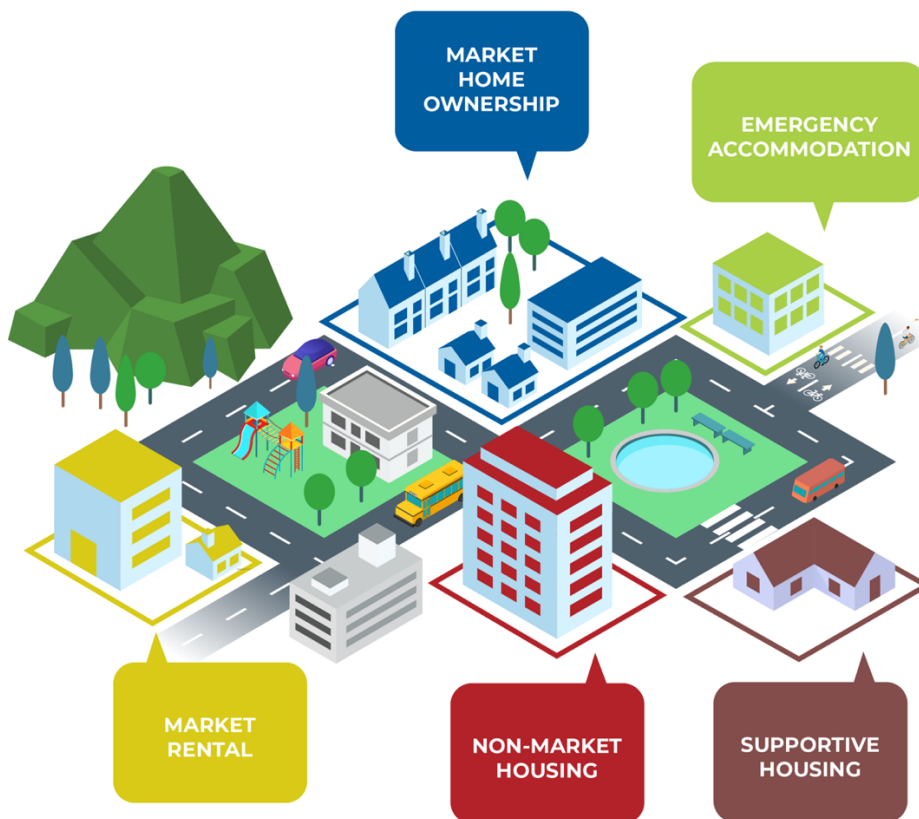 MARKET
HOME
OWNERSHIP
EMERGENCY
ACCOMMODATION
MARKET
RENTAL
NON-MARKET
HOUSING
SUPPORTIVE
HOUSING